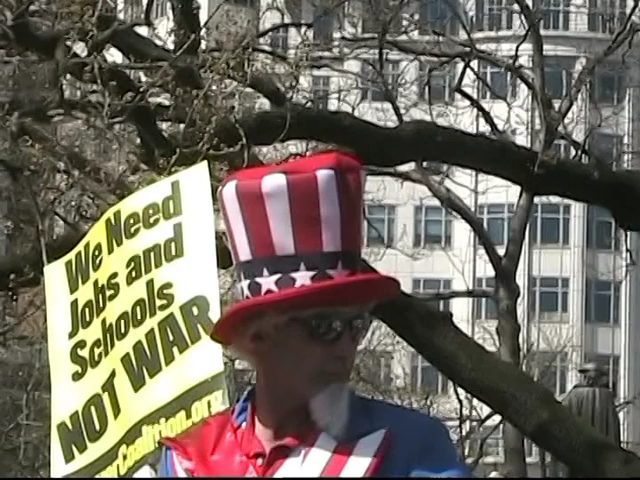 We Need
Jobs and
Schools
NOT WAR
Coalition.org